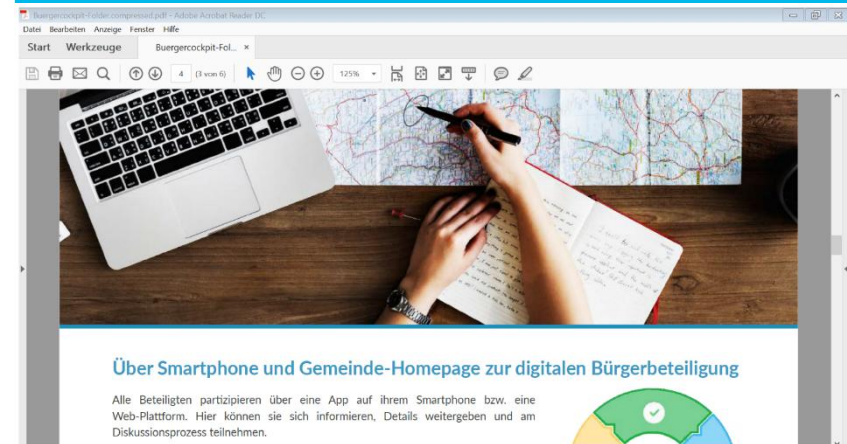 Buergercockpit-Folder compressed.pdf - Adobe Acrobat Reader DC
Datei Bearbeiten Anzeige Fenster Hilfe
Start Werkzeuge Buergercockpit-Fol... ×
4 (3 von 6) 125%
Über Smartphone und Gemeinde-Homepage zur digitalen Bürgerbeteiligung
Alle Beteiligten partizipieren über eine App auf ihrem Smartphone bzw. eine
Web-Plattform. Hier können sie sich informieren, Details weitergeben und am
Diskussionsprozess teilnehmen.